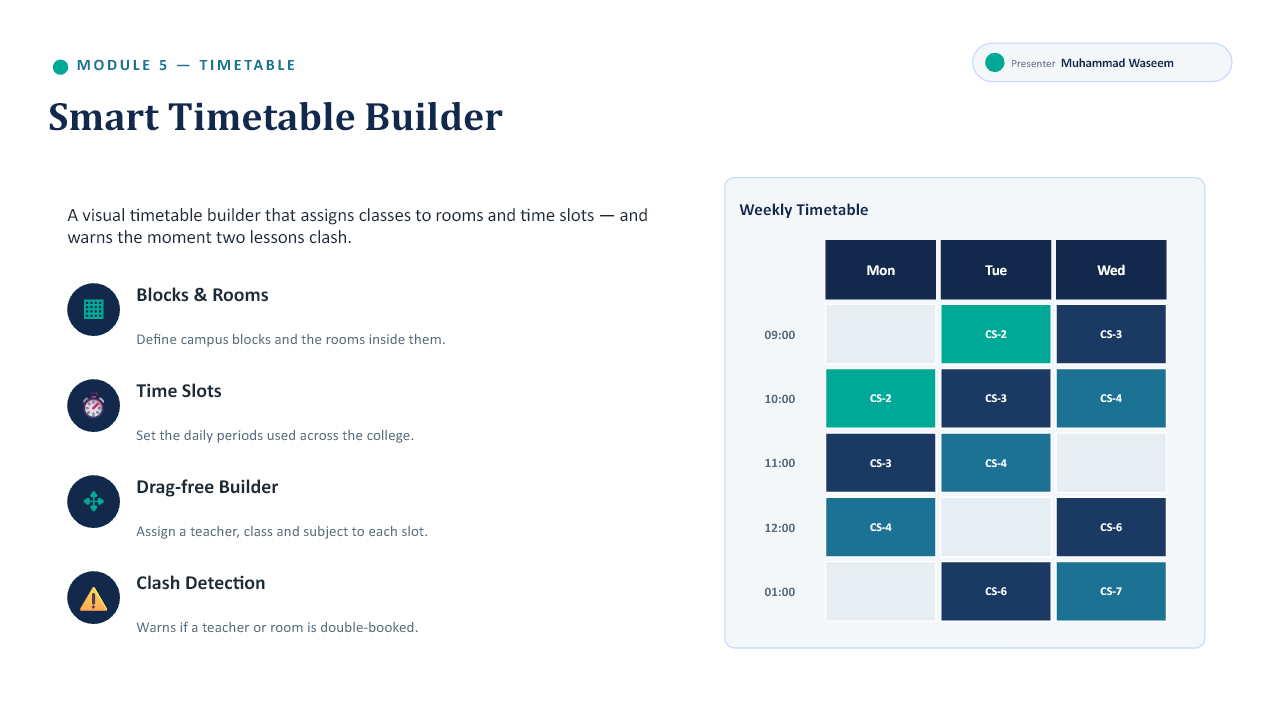 MODULE 5 — TIMETABLE
Presenter Muhammad Waseem
Smart Timetable Builder
A visual timetable builder that assigns classes to rooms and time slots — and
warns the moment two lessons clash.
Blocks & Rooms
Define campus blocks and the rooms inside them.
Time Slots
Set the daily periods used across the college.
Drag-free Builder
Assign a teacher, class and subject to each slot.
Clash Detection
Warns if a teacher or room is double-booked.
Weekly Timetable
Mon Tue Wed
09:00 CS-2 CS-3
10:00 CS-2 CS-3 CS-4
11:00 CS-3 CS-4
12:00 CS-4 CS-6
01:00 CS-6 CS-7